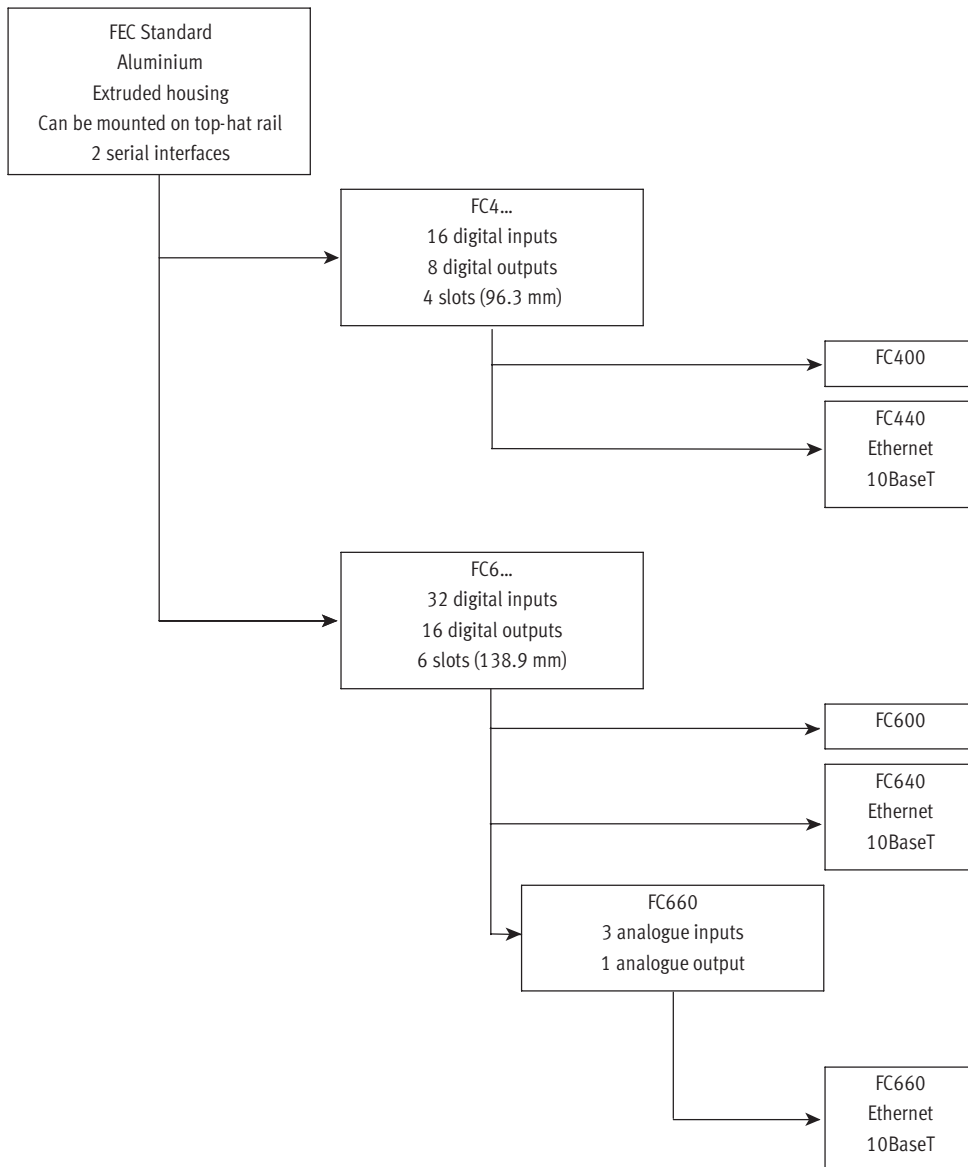 FEC Standard
Aluminium
Extruded housing
Can be mounted on top-hat rail
2 serial interfaces
FC4...
16 digital inputs
8 digital outputs
4 slots (96.3 mm)
FC400
FC440
Ethernet
10BaseT
FC6...
32 digital inputs
16 digital outputs
6 slots (138.9 mm)
FC600
FC640
Ethernet
10BaseT
FC660
3 analogue inputs
1 analogue output
FC660
Ethernet
10BaseT